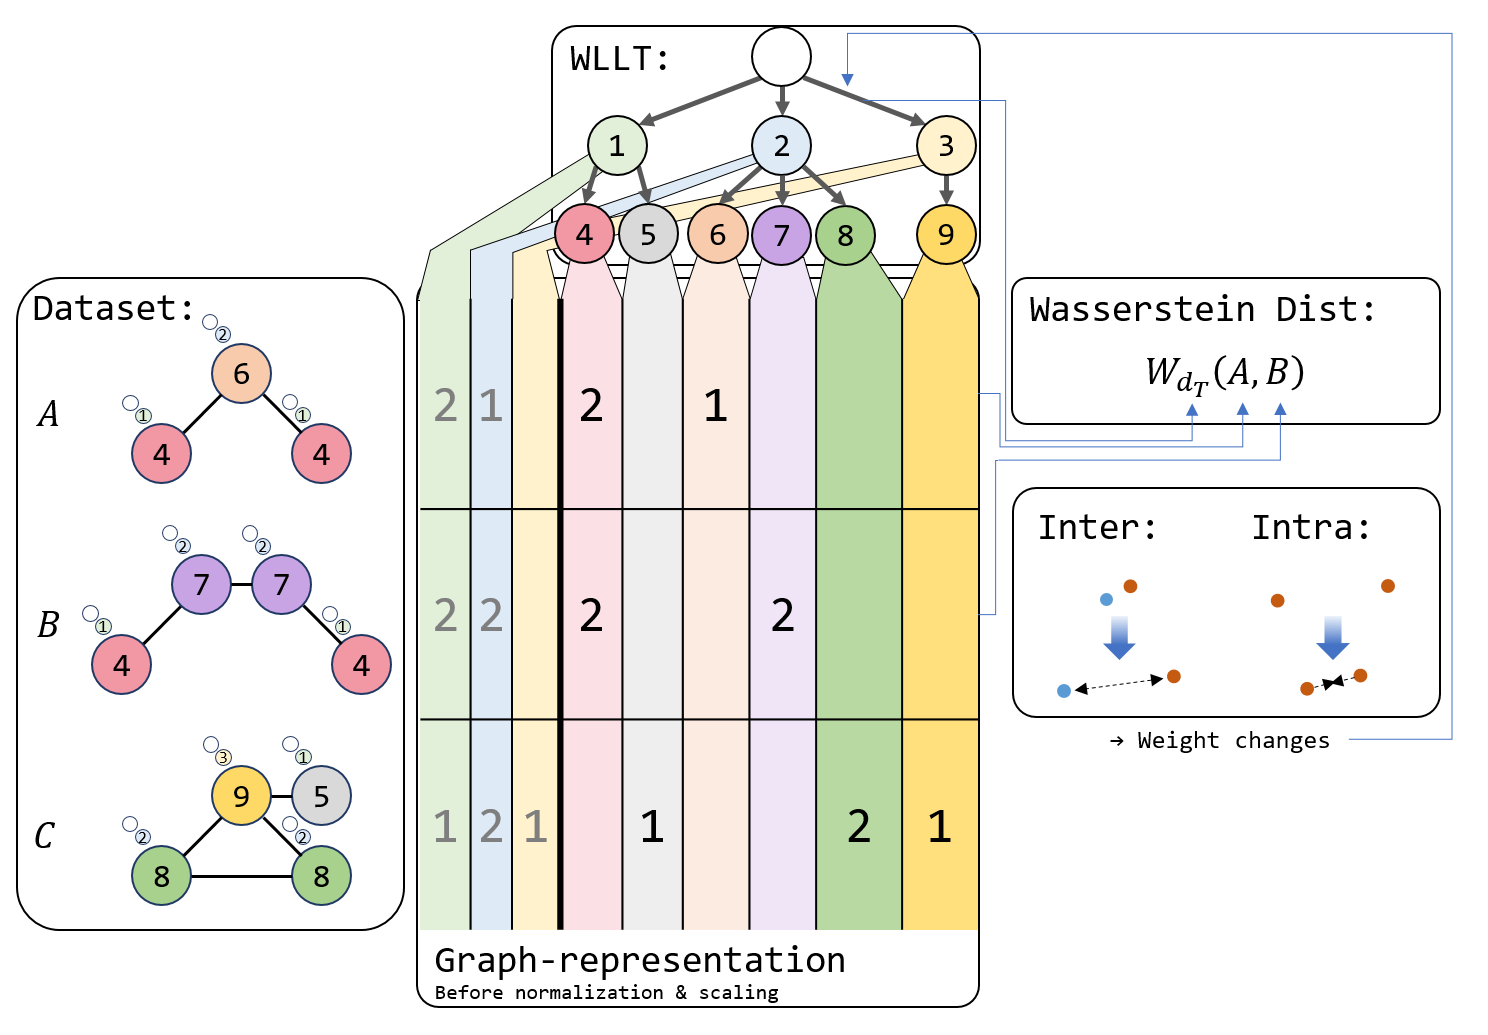 WLLT:
1 2 3
4 5 6 7 8 9
Dataset:
2
6
A
1 1
4 4
2 2
7 7
B
1 1
4 4
3 1
9 5
C
2 2
8 8
2 1 2 1
2 2 2 2
1 2 1 1 2 1
Graph-representation
Before normalization & scaling
Wasserstein Dist:
W_{d_T}(A, B)
Inter: Intra:
→ Weight changes